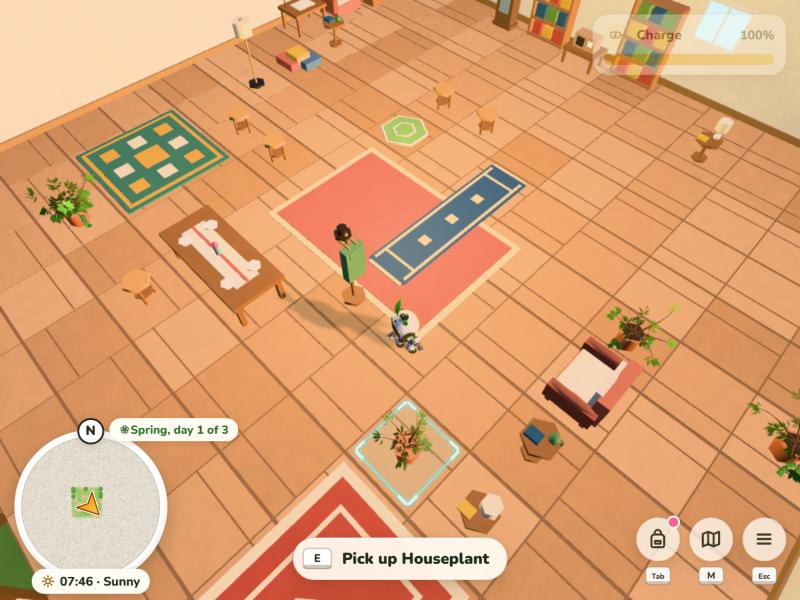 Charge 100%
N
Spring, day 1 of 3
07:46 · Sunny
E Pick up Houseplant
Tab M Esc